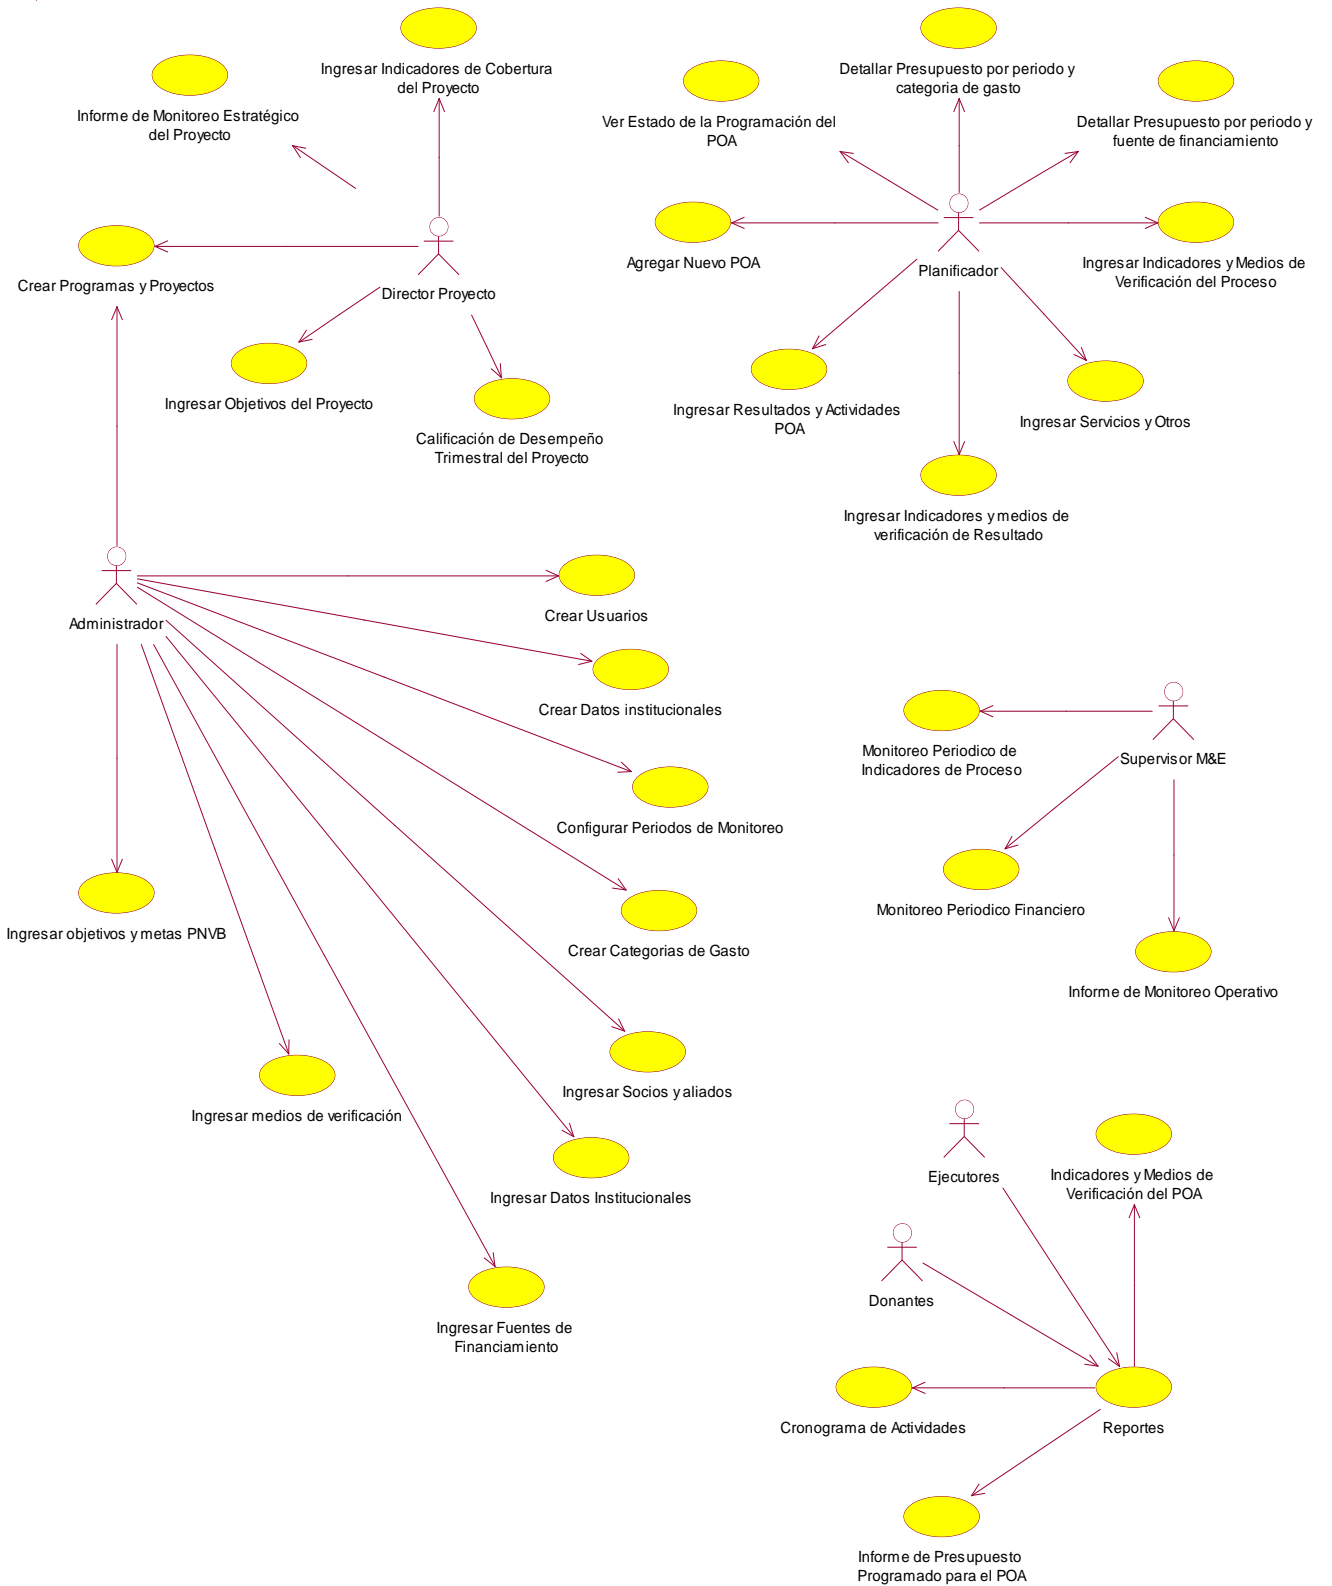 Ingresar Indicadores de Cobertura
del Proyecto
Informe de Monitoreo Estratégico
del Proyecto
Crear Programas y Proyectos
Director Proyecto
Ingresar Objetivos del Proyecto
Calificación de Desempeño
Trimestral del Proyecto
Detallar Presupuesto por periodo y
categoria de gasto
Ver Estado de la Programación del
POA
Detallar Presupuesto por periodo y
fuente de financiamiento
Agregar Nuevo POA
Planificador
Ingresar Indicadores y Medios de
Verificación del Proceso
Ingresar Resultados y Actividades
POA
Ingresar Servicios y Otros
Ingresar Indicadores y medios de
verificación de Resultado
Administrador
Crear Usuarios
Crear Datos institucionales
Configurar Periodos de Monitoreo
Crear Categorias de Gasto
Ingresar objetivos y metas PNVB
Ingresar Socios y aliados
Ingresar medios de verificación
Ingresar Datos Institucionales
Ingresar Fuentes de
Financiamiento
Monitoreo Periodico de
Indicadores de Proceso
Supervisor M&E
Monitoreo Periodico Financiero
Informe de Monitoreo Operativo
Ejecutores
Indicadores y Medios de
Verificación del POA
Donantes
Cronograma de Actividades
Reportes
Informe de Presupuesto
Programado para el POA